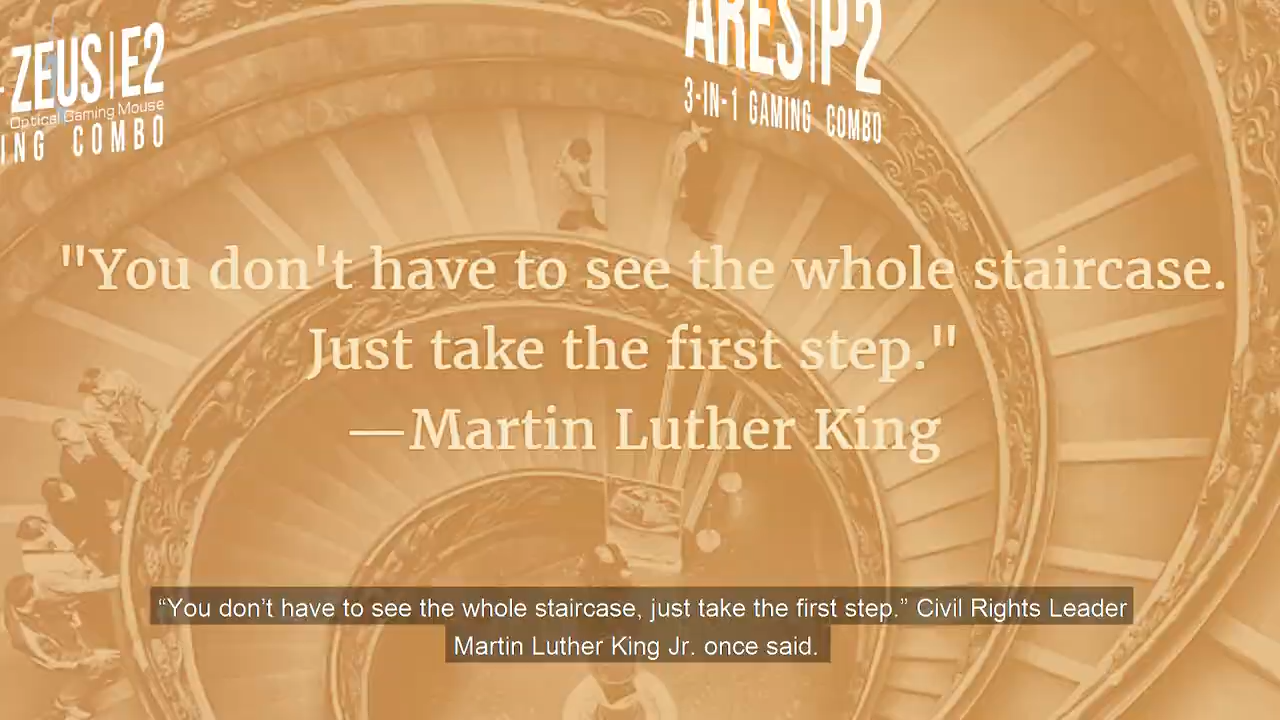 ZEUS|E2
Optical Gaming Mouse
ING COMBO
ARES|P2
3-IN-1 GAMING COMBO
"You don't have to see the whole staircase.
Just take the first step."
—Martin Luther King
“You don’t have to see the whole staircase, just take the first step.” Civil Rights Leader
Martin Luther King Jr. once said.